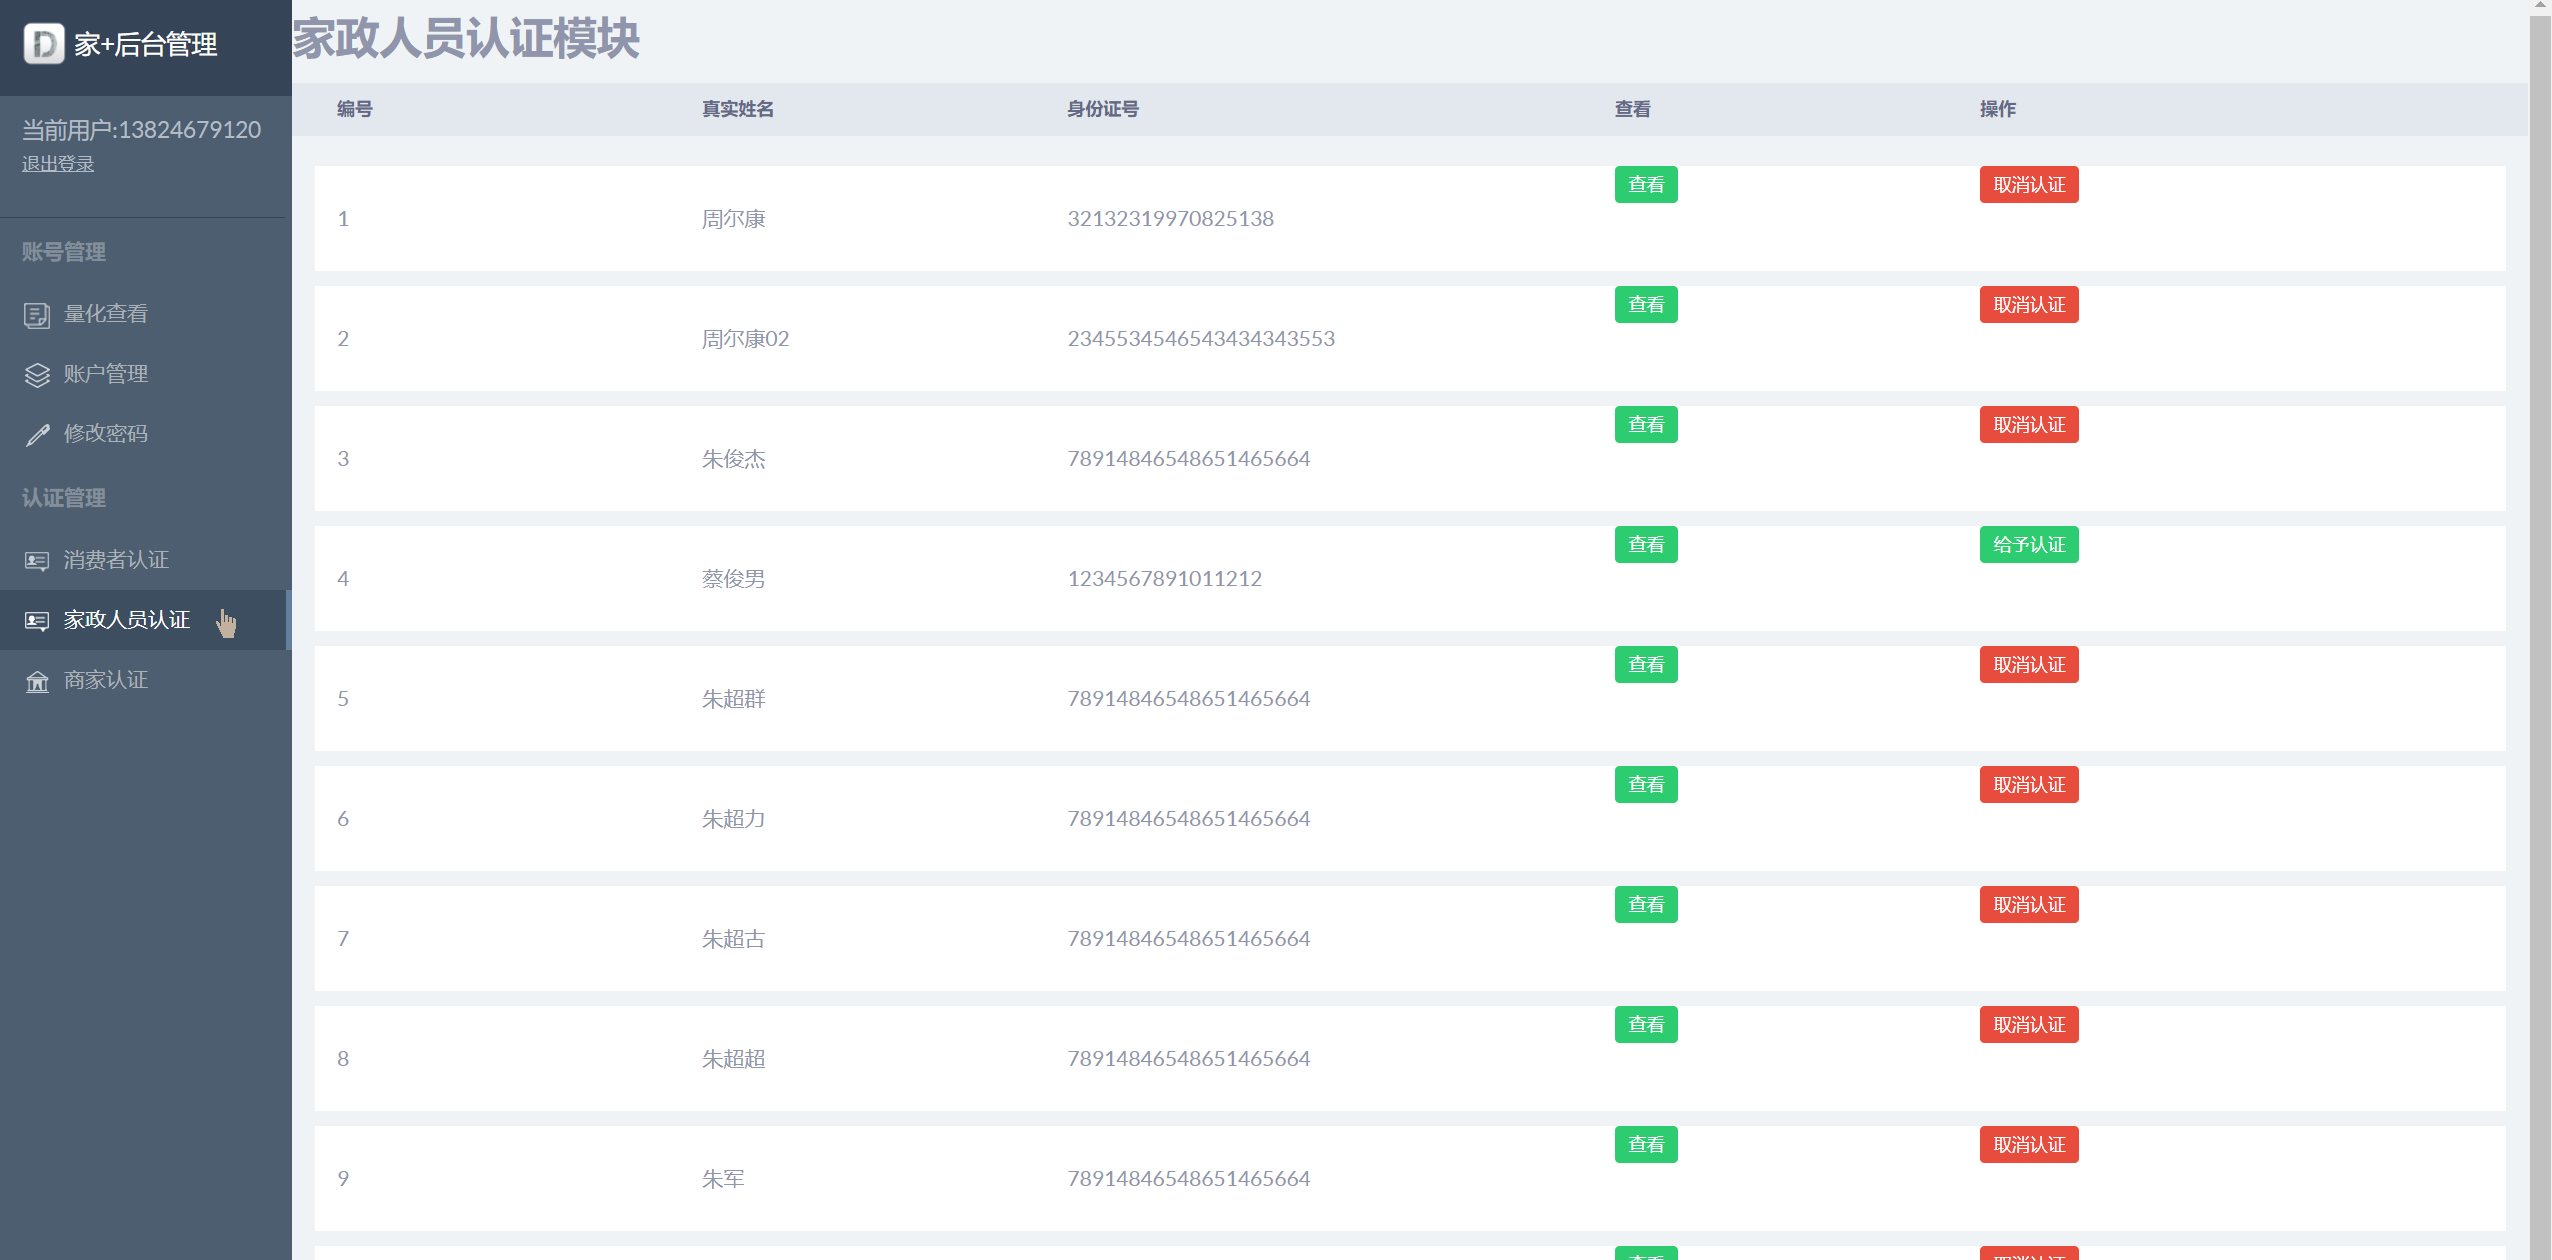 家+后台管理
当前用户:13824679120
退出登录
账号管理
量化查看
账户管理
修改密码
认证管理
消费者认证
家政人员认证
商家认证
家政人员认证模块
编号 真实姓名 身份证号 查看 操作
1 周尔康 32132319970825138 查看 取消认证
2 周尔康02 2345534546543434343553 查看 取消认证
3 朱俊杰 78914846548651465664 查看 取消认证
4 蔡俊男 1234567891011212 查看 给予认证
5 朱超群 78914846548651465664 查看 取消认证
6 朱超力 78914846548651465664 查看 取消认证
7 朱超古 78914846548651465664 查看 取消认证
8 朱超超 78914846548651465664 查看 取消认证
9 朱军 78914846548651465664 查看 取消认证